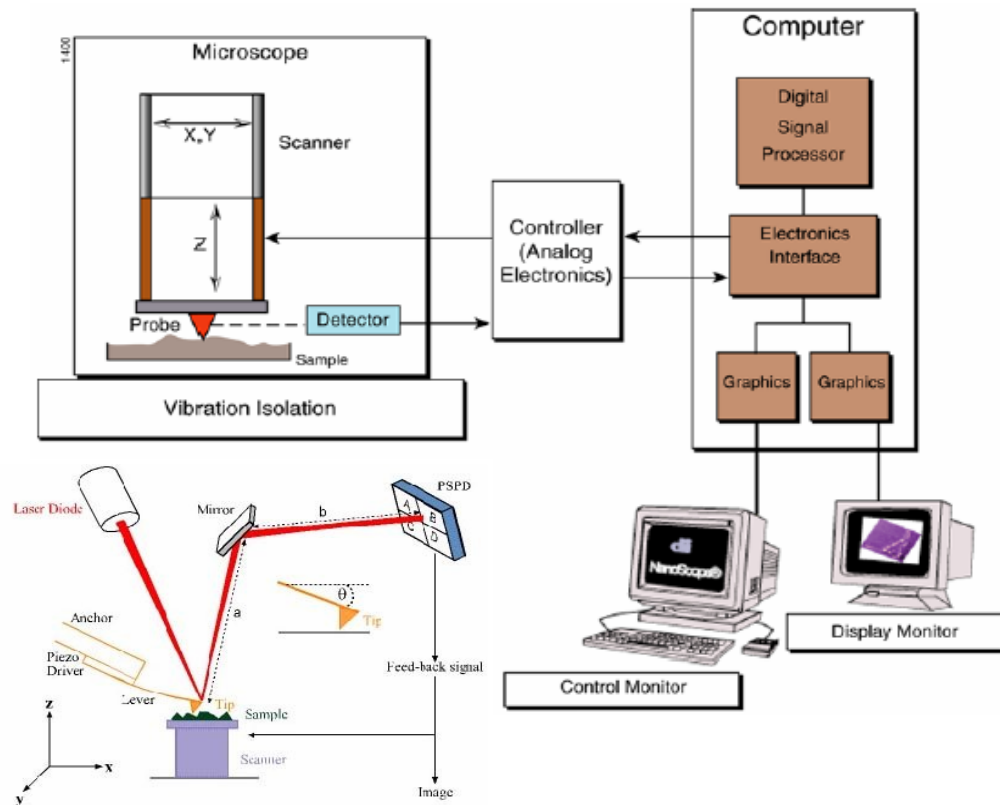 1400
Microscope
X,Y
Scanner
Z
Probe
Detector
Sample
Vibration Isolation
Controller
(Analog
Electronics)
Computer
Digital
Signal
Processor
Electronics
Interface
Graphics
Graphics
di
NanoScope®
Control Monitor
Display Monitor
Laser Diode
Mirror
PSPD
A
B
C
D
b
a
θ
Tip
Anchor
Piezo
Driver
Lever
Tip
Sample
Scanner
Feed-back signal
Image
z
x
y